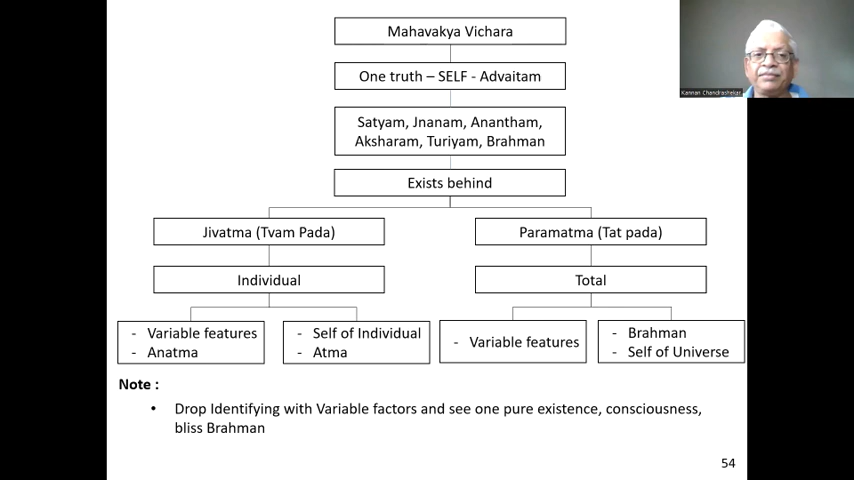 Mahavakya Vichara
One truth – SELF - Advaitam
Satyam, Jnanam, Anantham,
Aksharam, Turiyam, Brahman
Exists behind
Jivatma (Tvam Pada)
Paramatma (Tat pada)
Individual
Total
- Variable features
- Anatma
- Self of Individual
- Atma
- Variable features
- Brahman
- Self of Universe
Note :
• Drop Identifying with Variable factors and see one pure existence, consciousness,
bliss Brahman
54
Kannan Chandrashekar